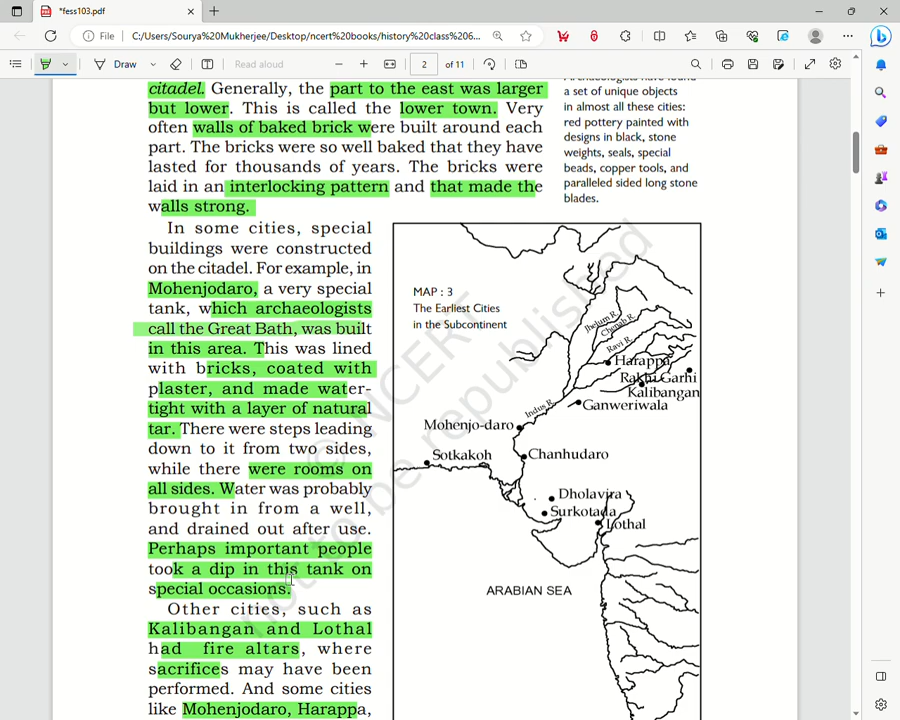 *fess103.pdf
File
C:/Users/Sourya%20Mukherjee/Desktop/ncert%20books/history%20class%206...
Draw
Read aloud
2
of 11
citadel. Generally, the part to the east was larger
but lower. This is called the lower town. Very
often walls of baked brick were built around each
part. The bricks were so well baked that they have
lasted for thousands of years. The bricks were
laid in an interlocking pattern and that made the
walls strong.
a set of unique objects
in almost all these cities:
red pottery painted with
designs in black, stone
weights, seals, special
beads, copper tools, and
paralleled sided long stone
blades.
In some cities, special
buildings were constructed
on the citadel. For example, in
Mohenjodaro, a very special
tank, which archaeologists
call the Great Bath, was built
in this area. This was lined
with bricks, coated with
plaster, and made water-
tight with a layer of natural
tar. There were steps leading
down to it from two sides,
while there were rooms on
all sides. Water was probably
brought in from a well,
and drained out after use.
Perhaps important people
took a dip in this tank on
special occasions.
Other cities, such as
Kalibangan and Lothal
had fire altars, where
sacrifices may have been
performed. And some cities
like Mohenjodaro, Harappa,
MAP : 3
The Earliest Cities
in the Subcontinent
Jhelum R.
Chenab R.
Ravi R.
Harappa
Rakhi Garhi
Kalibangan
Ganweriwala
Indus R.
Mohenjo-daro
Sotkakoh
Chanhudaro
Dholavira
Surkotada
Lothal
ARABIAN SEA
© NCERT
not to be republished